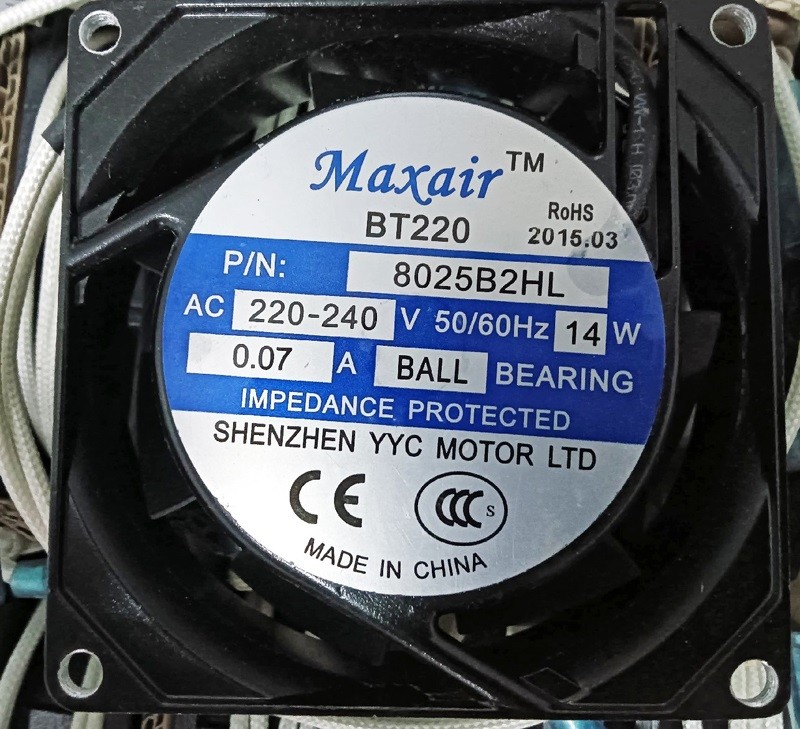 Maxair™
BT220
RoHS
2015.03
P/N: 8025B2HL
AC 220-240 V 50/60Hz 14 W
0.07 A BALL BEARING
IMPEDANCE PROTECTED
SHENZHEN YYC MOTOR LTD
CE CCC S
MADE IN CHINA